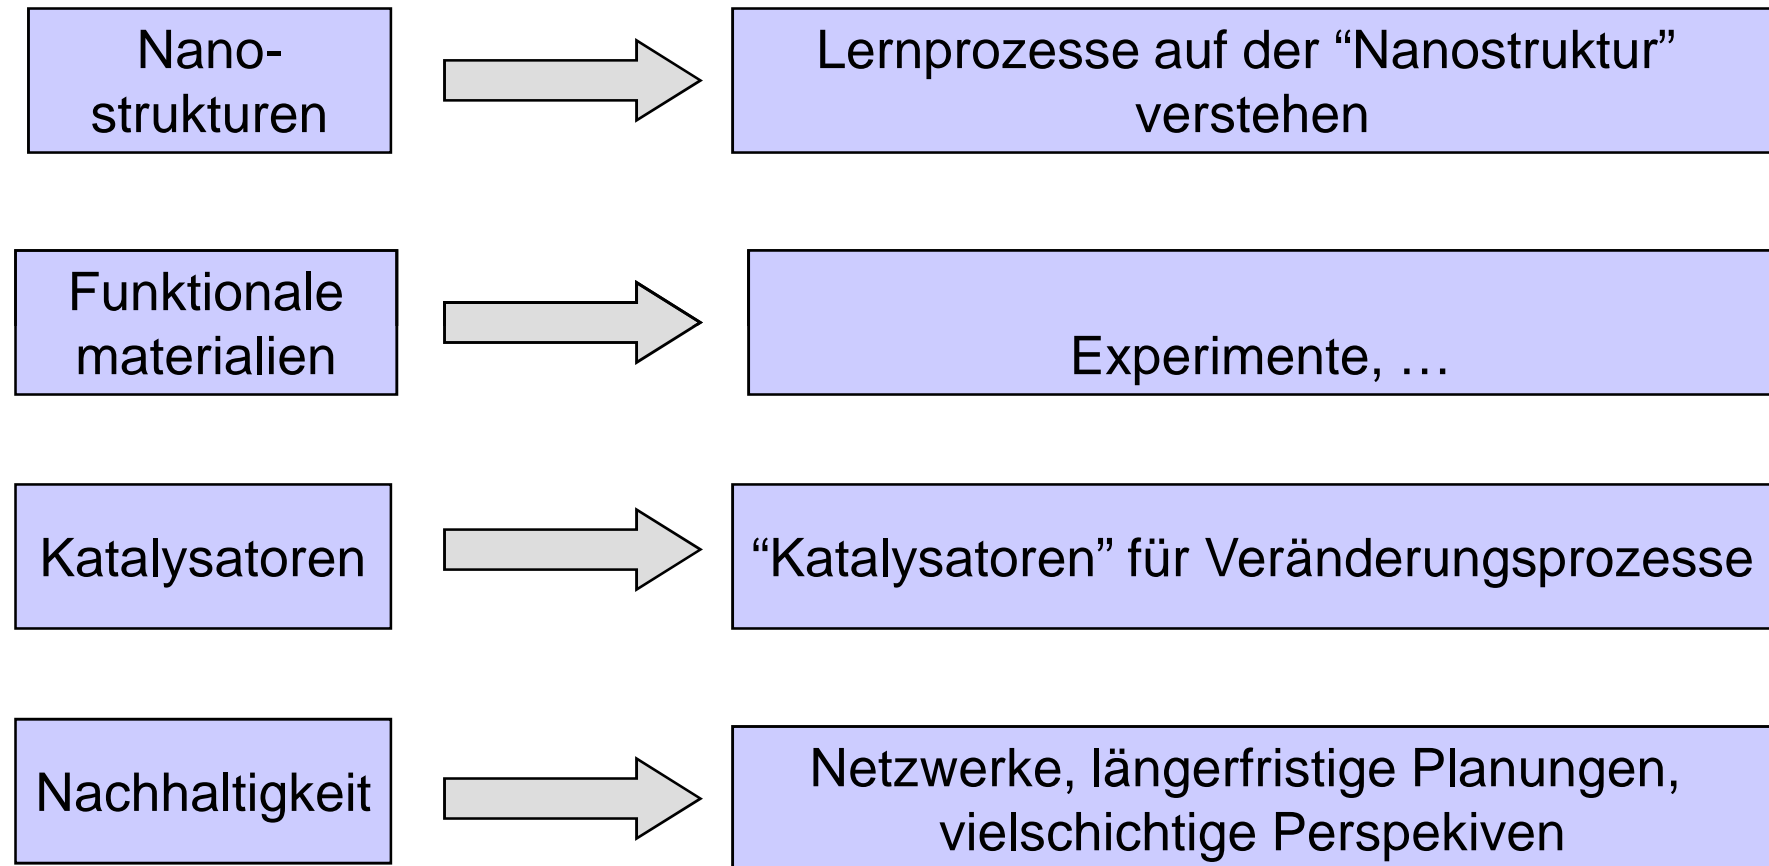 Nano-
strukturen
Lernprozesse auf der “Nanostruktur”
verstehen
Funktionale
materialien
Experimente, …
Katalysatoren
“Katalysatoren” für Veränderungsprozesse
Nachhaltigkeit
Netzwerke, längerfristige Planungen,
vielschichtige Perspekiven